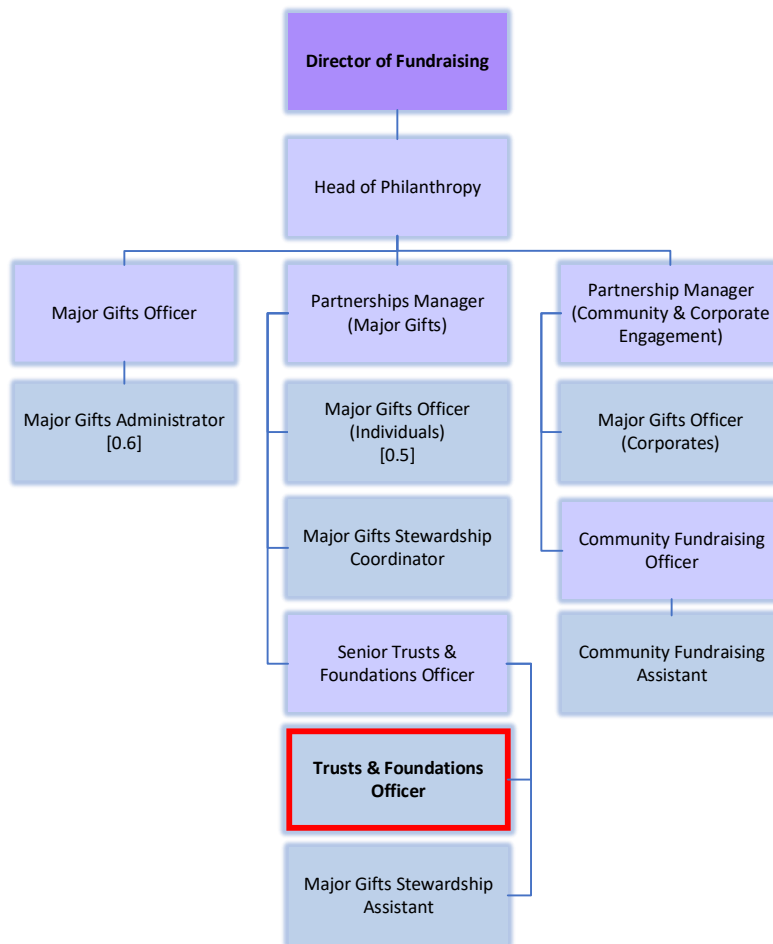 Director of Fundraising
Head of Philanthropy
Major Gifts Officer
Partnerships Manager
(Major Gifts)
Partnership Manager
(Community & Corporate
Engagement)
Major Gifts Administrator
[0.6]
Major Gifts Officer
(Individuals)
[0.5]
Major Gifts Officer
(Corporates)
Major Gifts Stewardship
Coordinator
Community Fundraising
Officer
Senior Trusts &
Foundations Officer
Community Fundraising
Assistant
Trusts & Foundations
Officer
Major Gifts Stewardship
Assistant